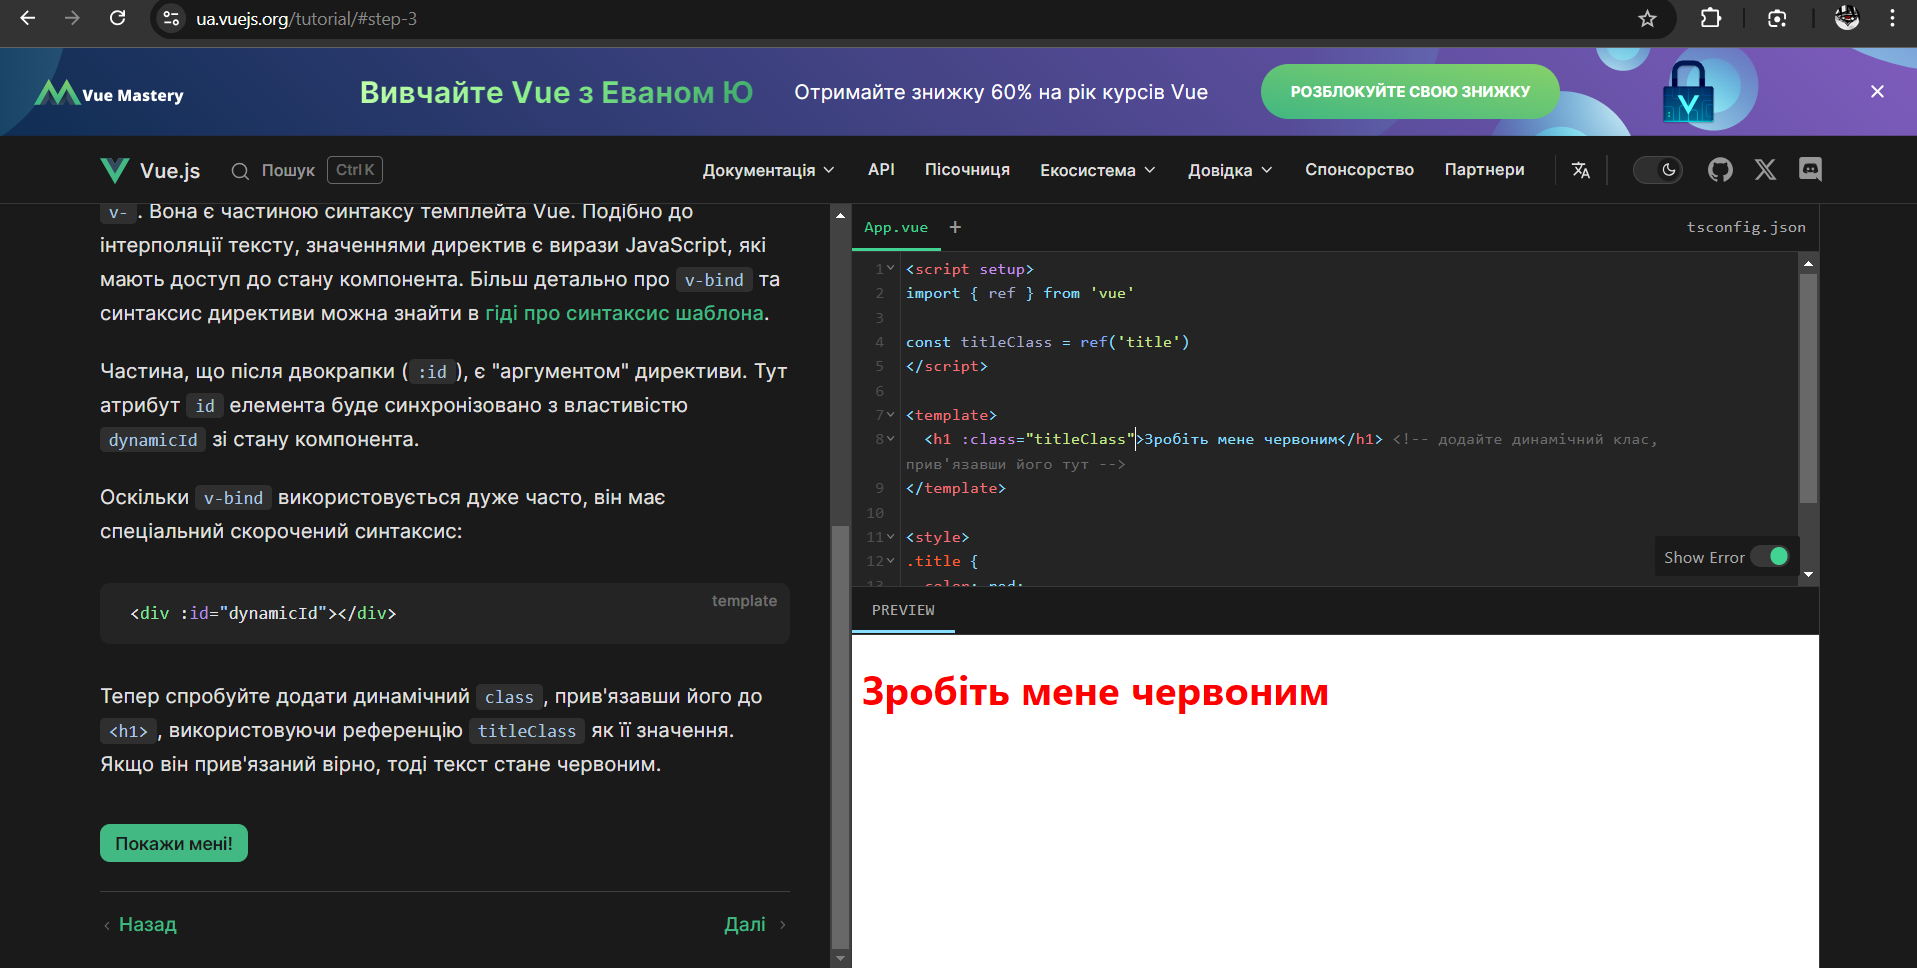 ua.vuejs.org/tutorial/#step-3
Vue Mastery
Вивчайте Vue з Еваном Ю
Отримайте знижку 60% на рік курсів Vue
РОЗБЛОКУЙТЕ СВОЮ ЗНИЖКУ
Vue.js
Пошук
Ctrl K
Документація
API
Пісочниця
Екосистема
Довідка
Спонсорство
Партнери
v- . Вона є частиною синтаксу темплейта Vue. Подібно до
інтерполяції тексту, значеннями директив є вирази JavaScript, які
мають доступ до стану компонента. Більш детально про v-bind та
синтаксис директиви можна знайти в гіді про синтаксис шаблона.
Частина, що після двокрапки ( :id ), є "аргументом" директиви. Тут
атрибут id елемента буде синхронізовано з властивістю
dynamicId зі стану компонента.
Оскільки v-bind використовується дуже часто, він має
спеціальний скорочений синтаксис:
template
<div :id="dynamicId"></div>
Тепер спробуйте додати динамічний class , прив'язавши його до
<h1> , використовуючи референцію titleClass як її значення.
Якщо він прив'язаний вірно, тоді текст стане червоним.
Покажи мені!
Назад
Далі
App.vue
+
tsconfig.json
1 <script setup>
2 import { ref } from 'vue'
3
4 const titleClass = ref('title')
5 </script>
6
7 <template>
8 <h1 :class="titleClass">Зробіть мене червоним</h1> <!-- додайте динамічний клас,
прив'язавши його тут -->
9 </template>
10
11 <style>
12 .title {
13 color: red;
Show Error
PREVIEW
Зробіть мене червоним